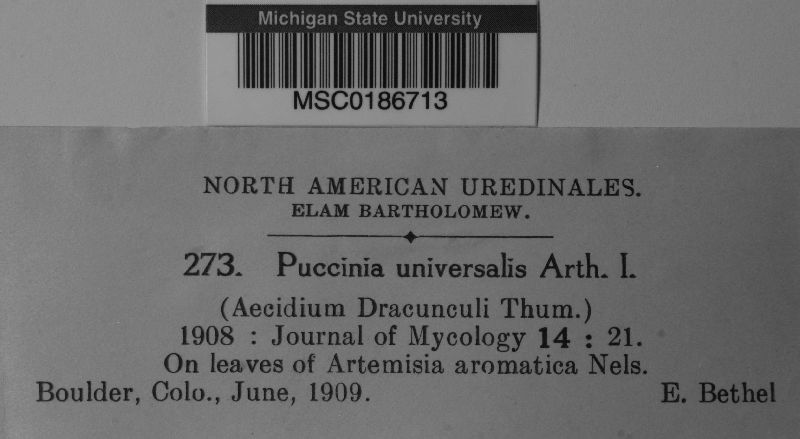 Michigan State University
MSC0186713
NORTH AMERICAN UREDINALES.
ELAM BARTHOLOMEW.
273. Puccinia universalis Arth. I.
(Aecidium Dracunculi Thum.)
1908 : Journal of Mycology 14 : 21.
On leaves of Artemisia aromatica Nels.
Boulder, Colo., June, 1909. E. Bethel